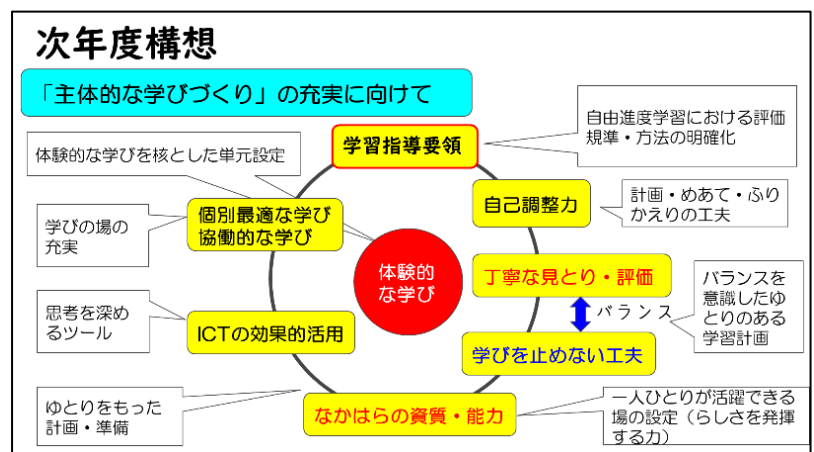 次年度構想
「主体的な学びづくり」の充実に向けて
自由進度学習における評価
規準・方法の明確化
学習指導要領
体験的な学びを核とした単元設定
個別最適な学び
協働的な学び
自己調整力
計画・めあて・ふり
かえりの工夫
学びの場の
充実
体験的
な学び
丁寧な見とり・評価
バランスを
意識したゆ
とりのある
学習計画
バランス
思考を深め
るツール
ICTの効果的活用
学びを止めない工夫
ゆとりをもった
計画・準備
なかはらの資質・能力
一人ひとりが活躍できる
場の設定（らしさを発揮
する力）